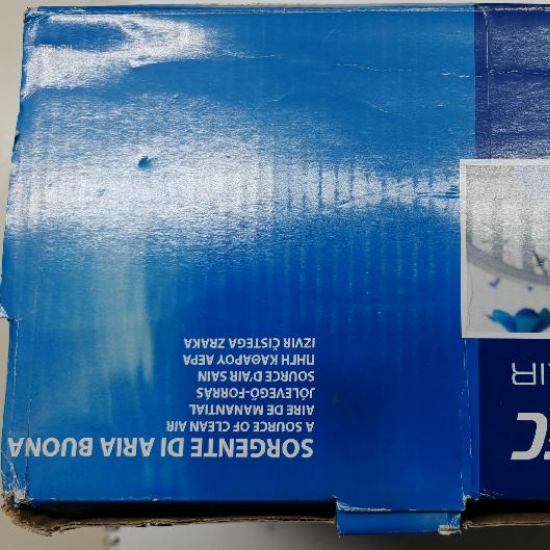 SORGENTE DI ARIA BUONA
A SOURCE OF CLEAN AIR
AIRE DE MANANTIAL
JÓLEVEGŐ-FORRÁS
SOURCE D'AIR SAIN
ΠΗΓΗ ΚΑΘΑΡΟΥ ΑΕΡΑ
IZVIR ČISTEGA ZRAKA
C
IR